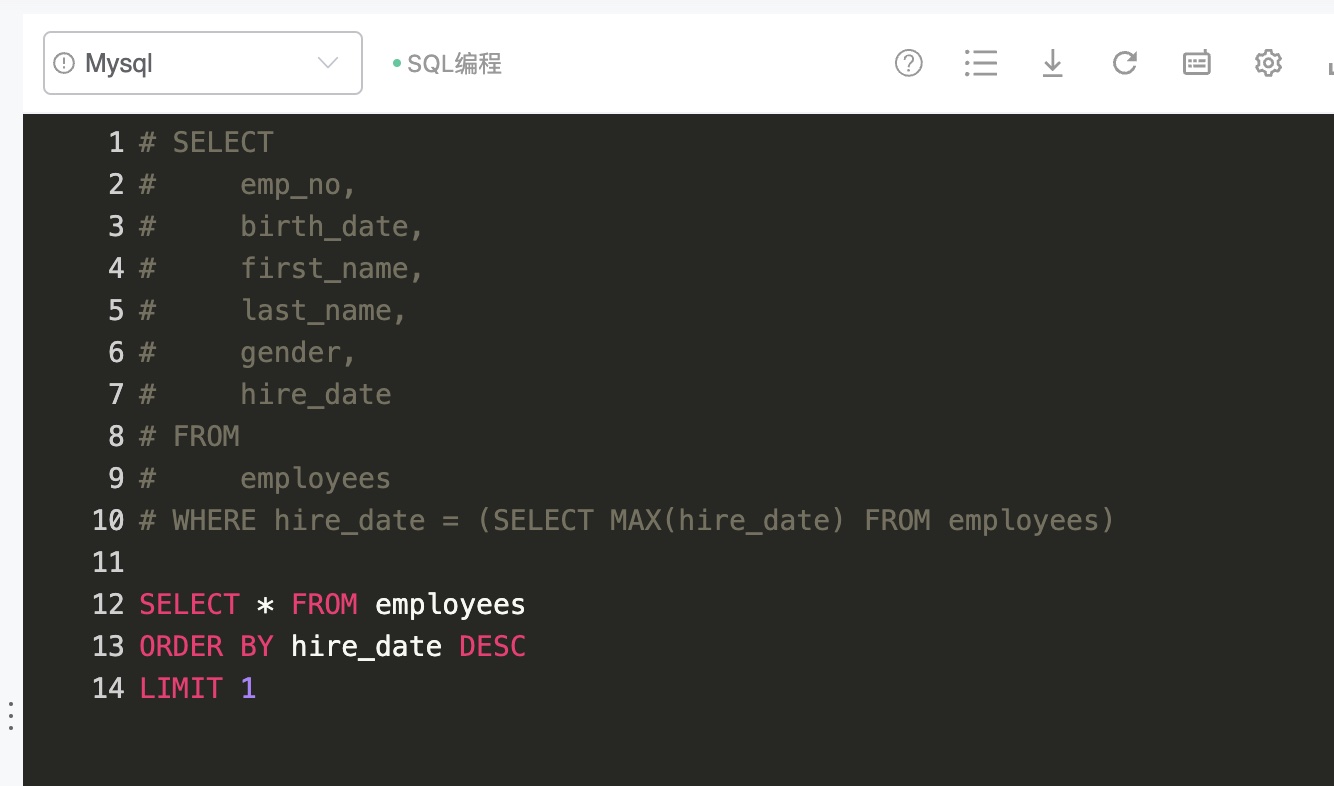 Mysql
SQL编程
1 # SELECT
2 #     emp_no,
3 #     birth_date,
4 #     first_name,
5 #     last_name,
6 #     gender,
7 #     hire_date
8 # FROM
9 #     employees
10 # WHERE hire_date = (SELECT MAX(hire_date) FROM employees)
11
12 SELECT * FROM employees
13 ORDER BY hire_date DESC
14 LIMIT 1